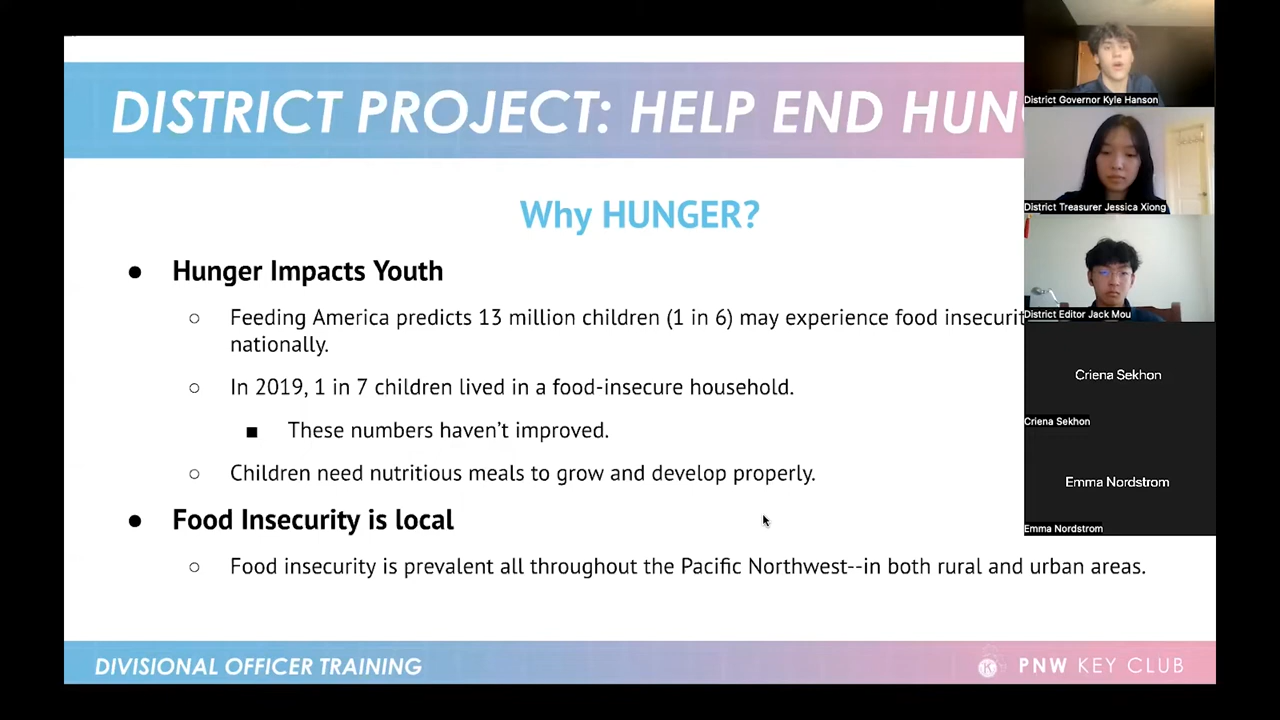 DISTRICT PROJECT: HELP END HUN
Why HUNGER?
● Hunger Impacts Youth
○ Feeding America predicts 13 million children (1 in 6) may experience food insecurit
nationally.
○ In 2019, 1 in 7 children lived in a food-insecure household.
■ These numbers haven't improved.
○ Children need nutritious meals to grow and develop properly.
● Food Insecurity is local
○ Food insecurity is prevalent all throughout the Pacific Northwest--in both rural and urban areas.
DIVISIONAL OFFICER TRAINING
PNW KEY CLUB
District Governor Kyle Hanson
District Treasurer Jessica Xiong
District Editor Jack Mou
Criena Sekhon
Criena Sekhon
Emma Nordstrom
Emma Nordstrom